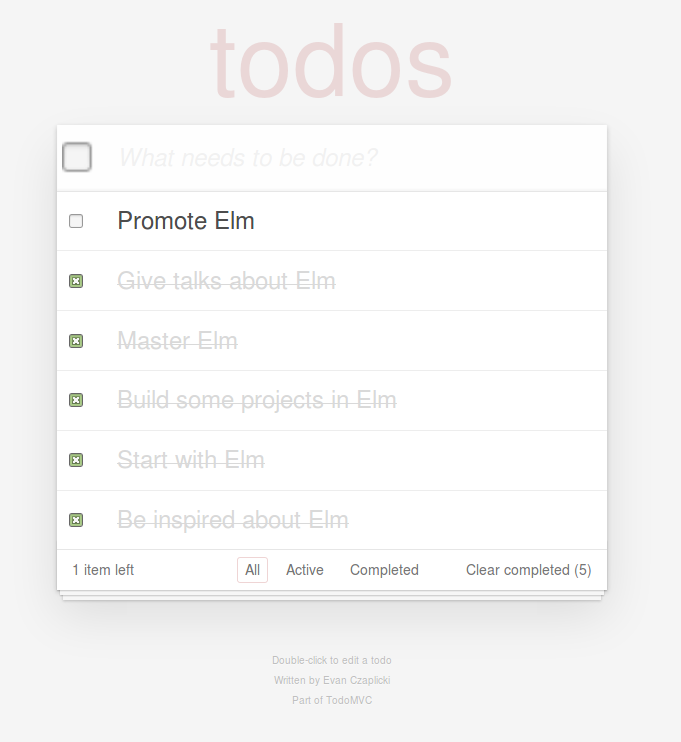 todos
What needs to be done?
Promote Elm
Give talks about Elm
Master Elm
Build some projects in Elm
Start with Elm
Be inspired about Elm
1 item left All Active Completed Clear completed (5)
Double-click to edit a todo
Written by Evan Czaplicki
Part of TodoMVC